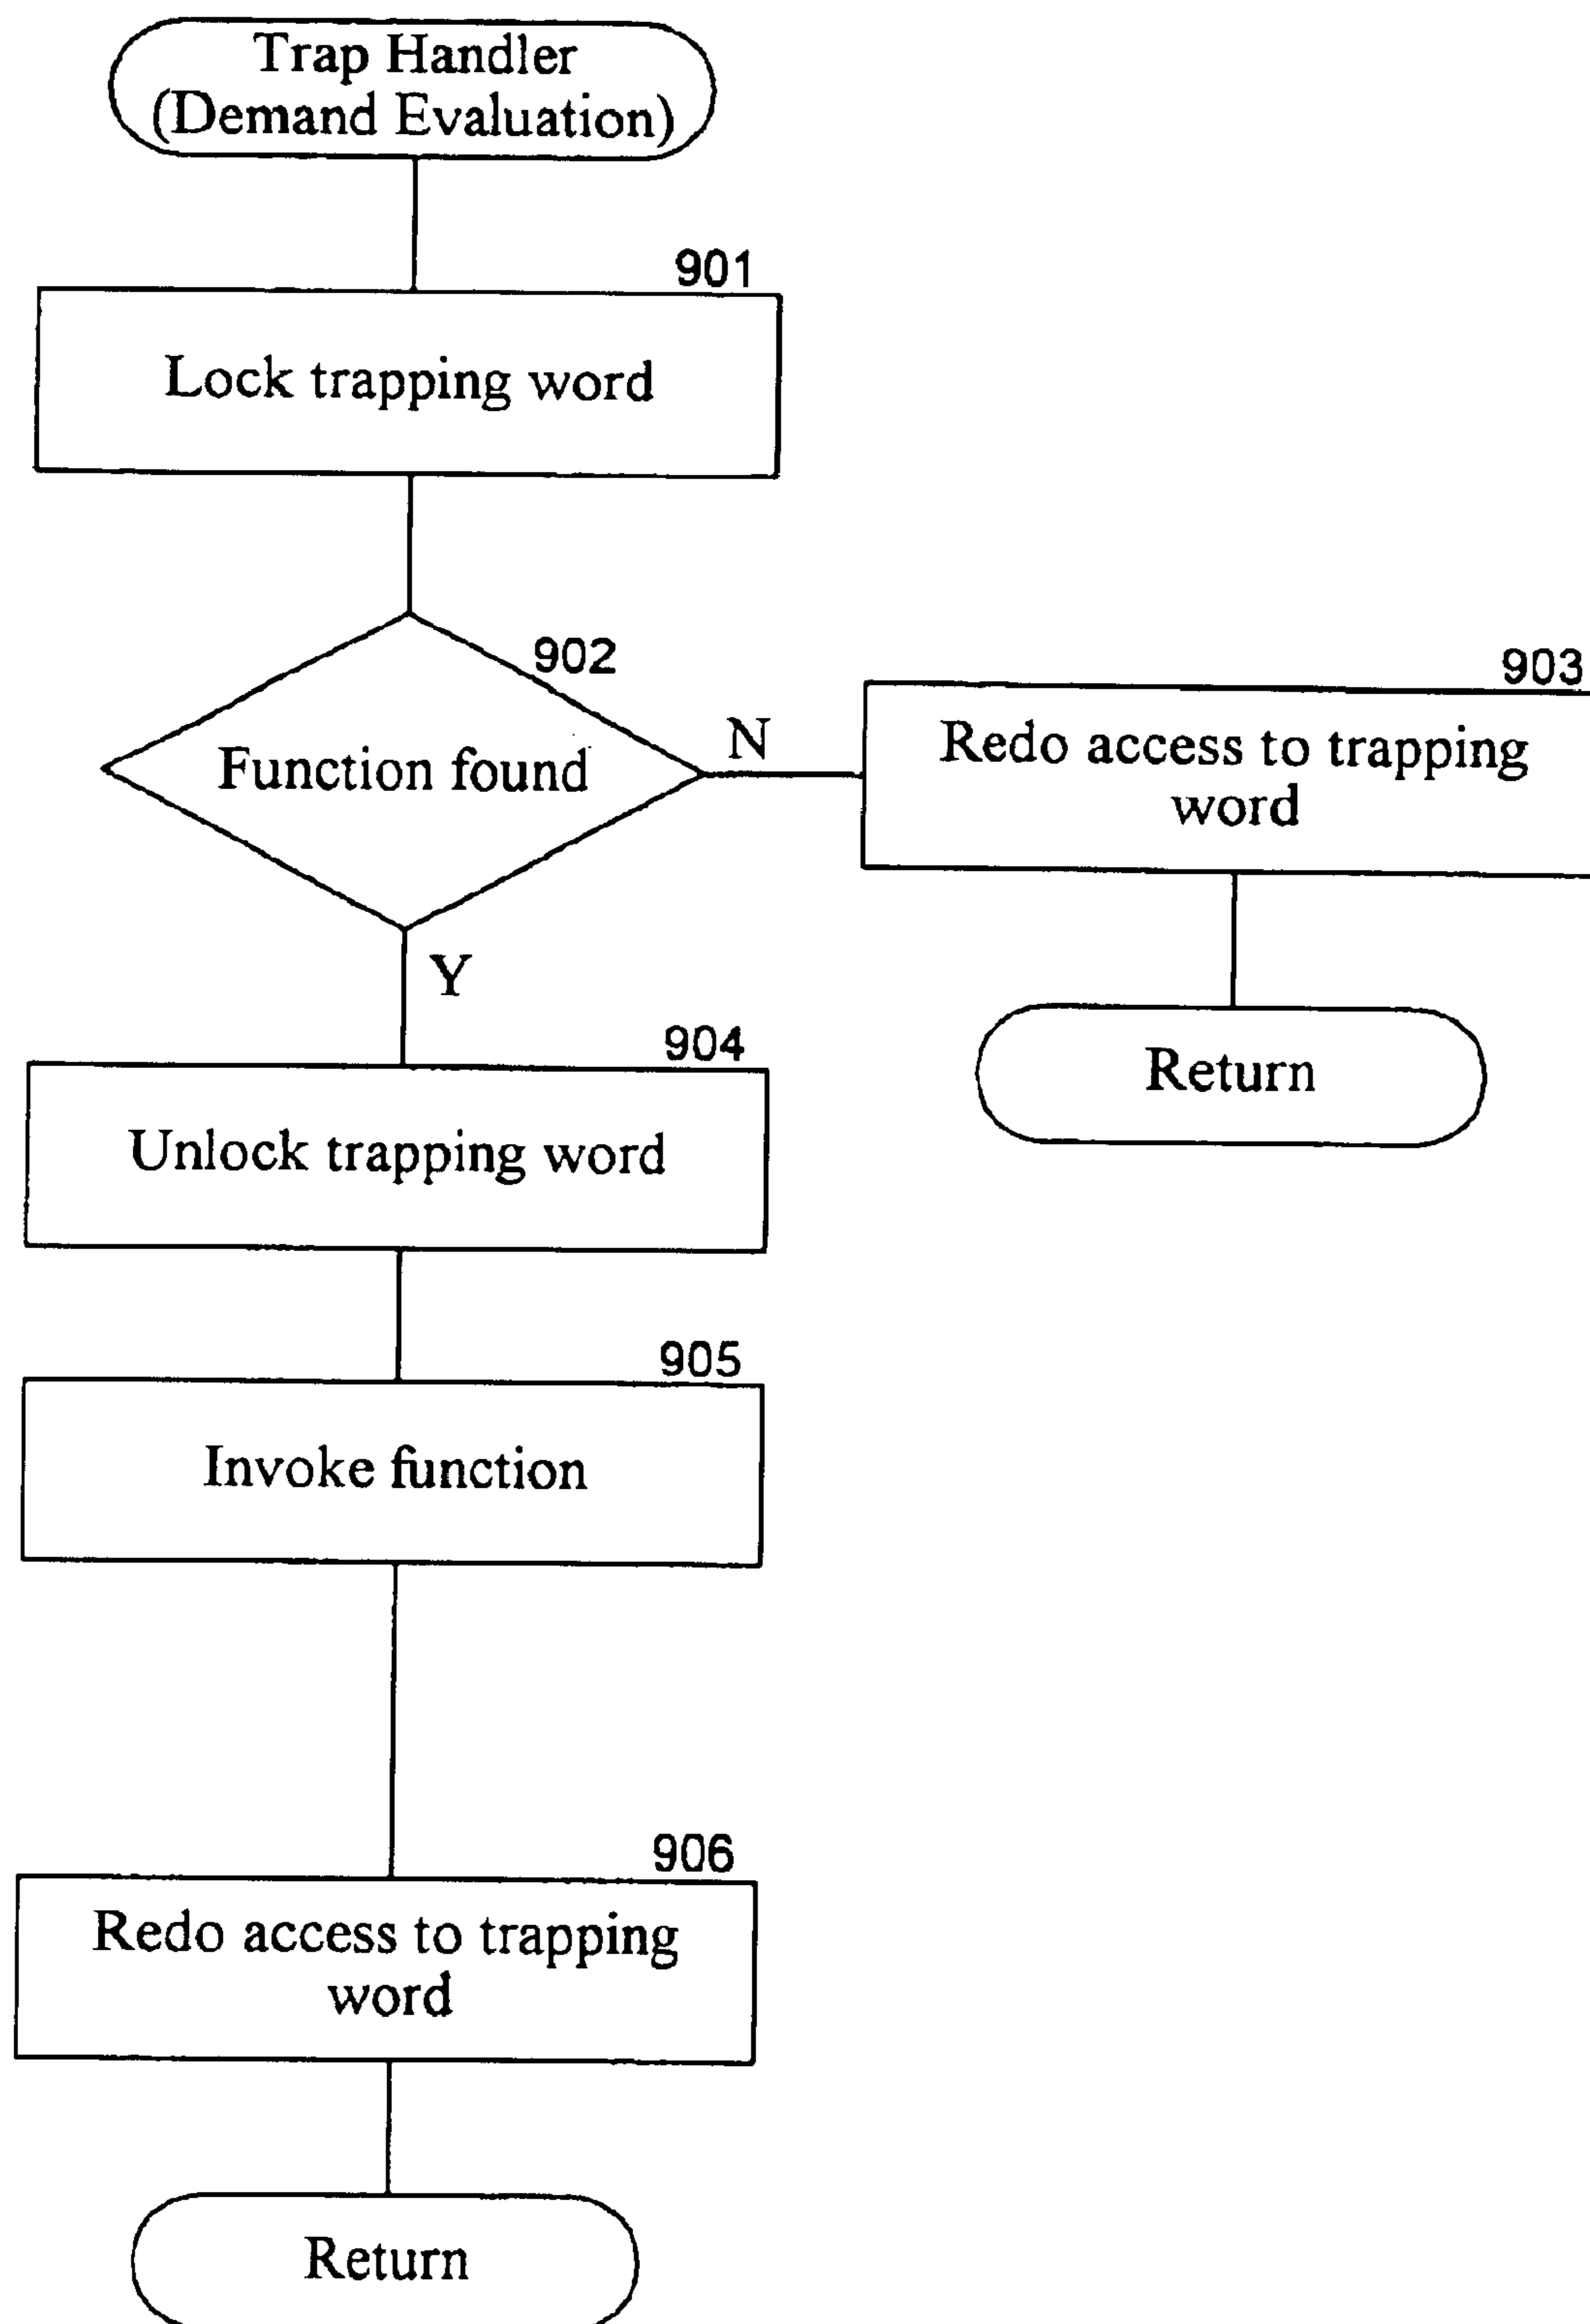 Trap Handler
(Demand Evaluation)
901
Lock trapping word
902
Function found
N
903
Redo access to trapping
word
Return
Y
904
Unlock trapping word
905
Invoke function
906
Redo access to trapping
word
Return